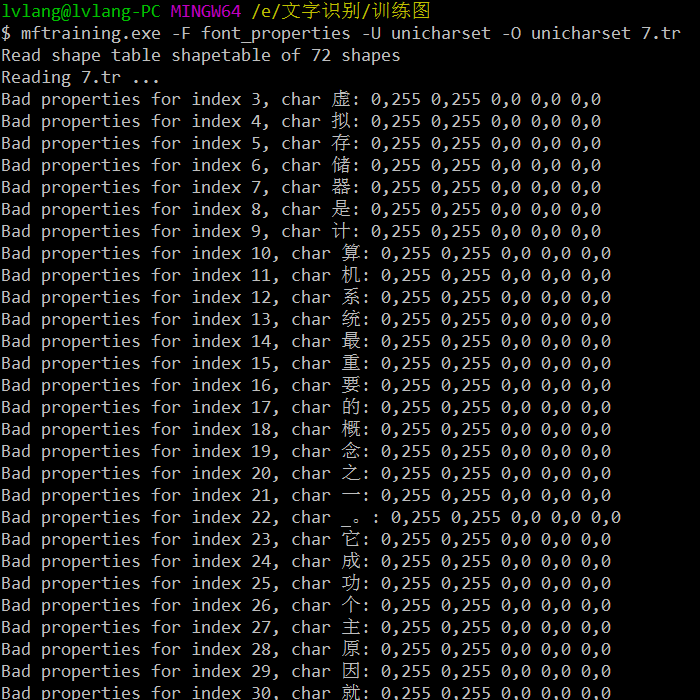 lvlang@lvlang-PC MINGW64 /e/文字识别/训练图
$ mftraining.exe -F font_properties -U unicharset -O unicharset 7.tr
Read shape table shapetable of 72 shapes
Reading 7.tr ...
Bad properties for index 3, char 虚: 0,255 0,255 0,0 0,0 0,0
Bad properties for index 4, char 拟: 0,255 0,255 0,0 0,0 0,0
Bad properties for index 5, char 存: 0,255 0,255 0,0 0,0 0,0
Bad properties for index 6, char 储: 0,255 0,255 0,0 0,0 0,0
Bad properties for index 7, char 器: 0,255 0,255 0,0 0,0 0,0
Bad properties for index 8, char 是: 0,255 0,255 0,0 0,0 0,0
Bad properties for index 9, char 计: 0,255 0,255 0,0 0,0 0,0
Bad properties for index 10, char 算: 0,255 0,255 0,0 0,0 0,0
Bad properties for index 11, char 机: 0,255 0,255 0,0 0,0 0,0
Bad properties for index 12, char 系: 0,255 0,255 0,0 0,0 0,0
Bad properties for index 13, char 统: 0,255 0,255 0,0 0,0 0,0
Bad properties for index 14, char 最: 0,255 0,255 0,0 0,0 0,0
Bad properties for index 15, char 重: 0,255 0,255 0,0 0,0 0,0
Bad properties for index 16, char 要: 0,255 0,255 0,0 0,0 0,0
Bad properties for index 17, char 的: 0,255 0,255 0,0 0,0 0,0
Bad properties for index 18, char 概: 0,255 0,255 0,0 0,0 0,0
Bad properties for index 19, char 念: 0,255 0,255 0,0 0,0 0,0
Bad properties for index 20, char 之: 0,255 0,255 0,0 0,0 0,0
Bad properties for index 21, char 一: 0,255 0,255 0,0 0,0 0,0
Bad properties for index 22, char _。: 0,255 0,255 0,0 0,0 0,0
Bad properties for index 23, char 它: 0,255 0,255 0,0 0,0 0,0
Bad properties for index 24, char 成: 0,255 0,255 0,0 0,0 0,0
Bad properties for index 25, char 功: 0,255 0,255 0,0 0,0 0,0
Bad properties for index 26, char 个: 0,255 0,255 0,0 0,0 0,0
Bad properties for index 27, char 主: 0,255 0,255 0,0 0,0 0,0
Bad properties for index 28, char 原: 0,255 0,255 0,0 0,0 0,0
Bad properties for index 29, char 因: 0,255 0,255 0,0 0,0 0,0
Bad properties for index 30, char 就: 0,255 0,255 0,0 0,0 0,0